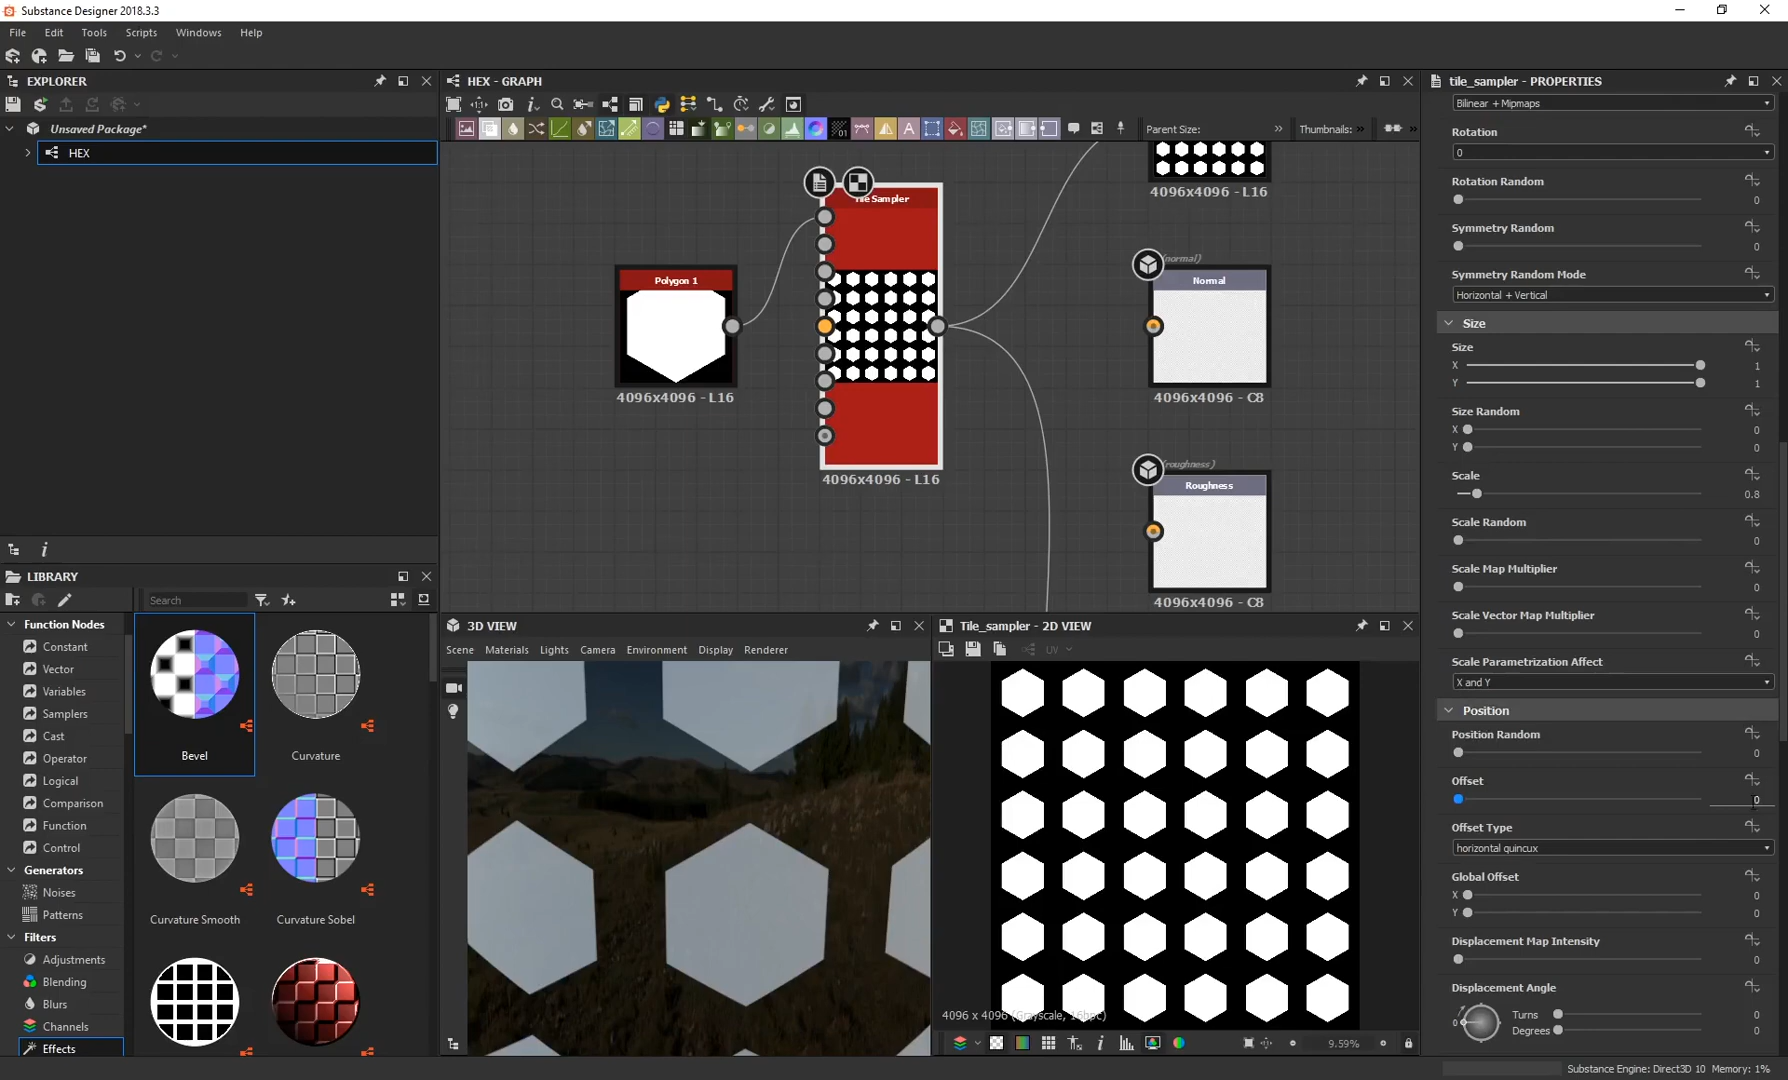 Substance Designer 2018.3.3
File Edit Tools Scripts Windows Help
EXPLORER
Unsaved Package*
HEX
HEX - GRAPH
Parent Size:
Thumbnails:
Tile Sampler
4096x4096 - L16
(normal)
Polygon 1
Normal
4096x4096 - L16
4096x4096 - C8
(roughness)
4096x4096 - L16
Roughness
4096x4096 - C8
LIBRARY
Search
Function Nodes
Constant
Vector
Variables
Samplers
Cast
Operator
Logical
Comparison
Function
Control
Generators
Noises
Patterns
Filters
Adjustments
Blending
Blurs
Channels
Effects
Bevel
Curvature
Curvature Smooth
Curvature Sobel
3D VIEW
Scene Materials Lights Camera Environment Display Renderer
Tile_sampler - 2D VIEW
UV
4096 x 4096 (Grayscale, 16bpc)
9.59%
tile_sampler - PROPERTIES
Bilinear + Mipmaps
Rotation
0
Rotation Random
0
Symmetry Random
0
Symmetry Random Mode
Horizontal + Vertical
Size
Size
X 1
Y 1
Size Random
X 0
Y 0
Scale
0.8
Scale Random
0
Scale Map Multiplier
0
Scale Vector Map Multiplier
0
Scale Parametrization Affect
X and Y
Position
Position Random
0
Offset
0
Offset Type
horizontal quincux
Global Offset
X 0
Y 0
Displacement Map Intensity
0
Displacement Angle
0
Turns 0
Degrees 0
Substance Engine: Direct3D 10 Memory: 1%